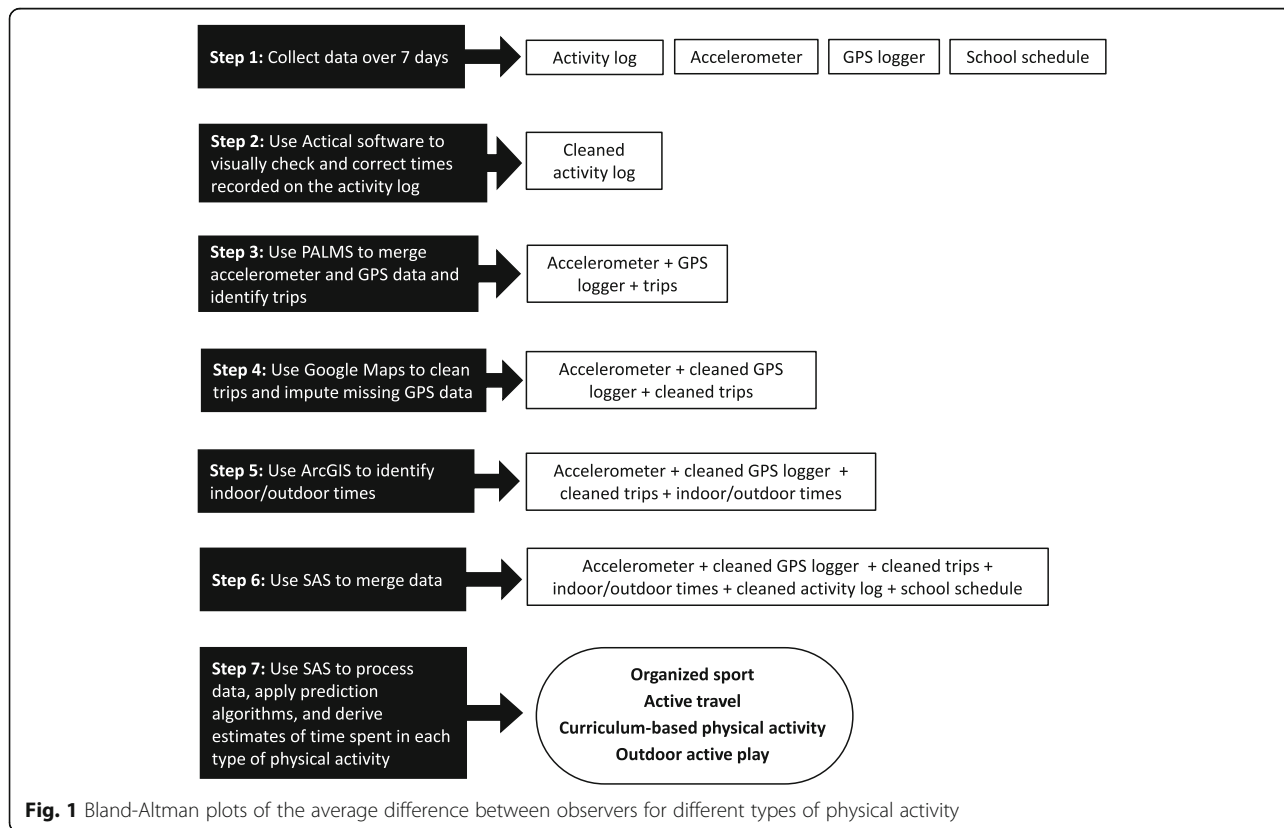 Step 1: Collect data over 7 days
Activity log
Accelerometer
GPS logger
School schedule
Step 2: Use Actical software to
visually check and correct times
recorded on the activity log
Cleaned
activity log
Step 3: Use PALMS to merge
accelerometer and GPS data and
identify trips
Accelerometer + GPS
logger + trips
Step 4: Use Google Maps to clean
trips and impute missing GPS data
Accelerometer + cleaned GPS
logger + cleaned trips
Step 5: Use ArcGIS to identify
indoor/outdoor times
Accelerometer + cleaned GPS logger +
cleaned trips + indoor/outdoor times
Step 6: Use SAS to merge data
Accelerometer + cleaned GPS logger + cleaned trips +
indoor/outdoor times + cleaned activity log + school schedule
Step 7: Use SAS to process
data, apply prediction
algorithms, and derive
estimates of time spent in each
type of physical activity
Organized sport
Active travel
Curriculum-based physical activity
Outdoor active play
Fig. 1 Bland-Altman plots of the average difference between observers for different types of physical activity